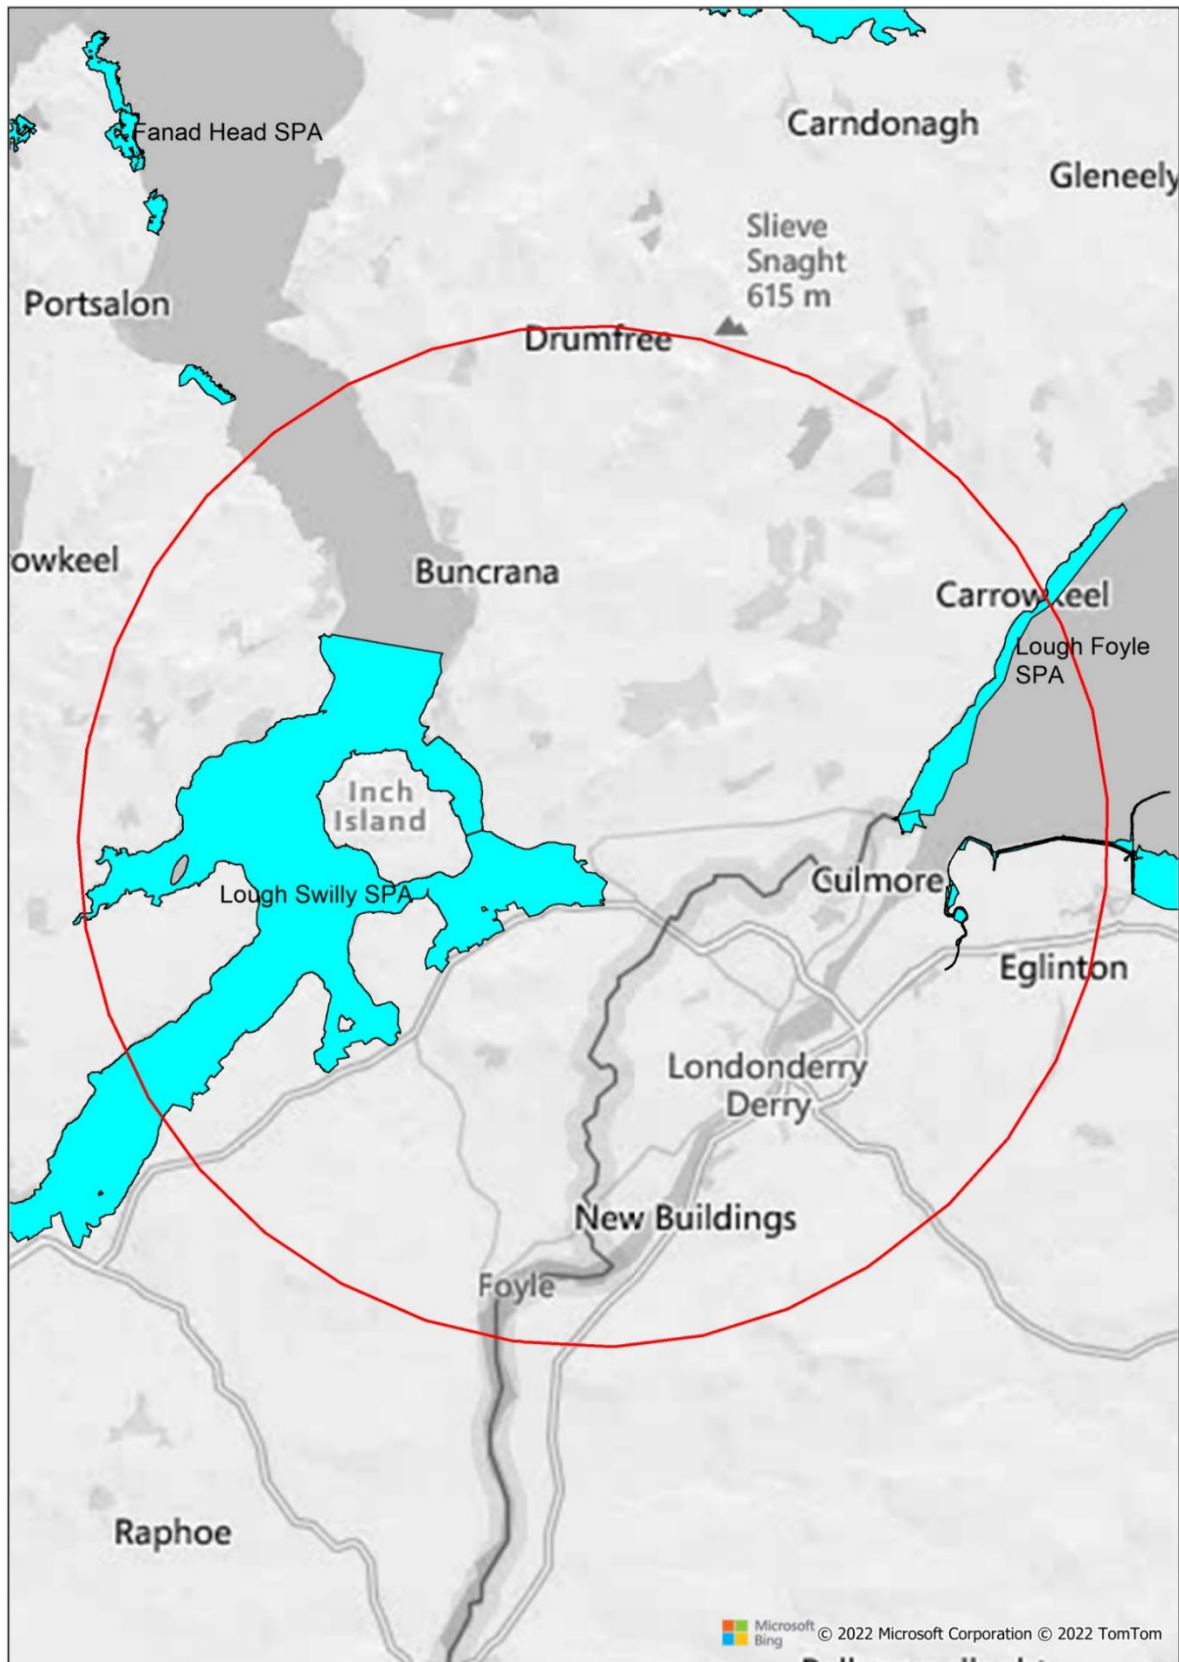 Carndonagh
Fanad Head SPA
Gleneely
Slieve
Snaght
615 m
Portsalon
Drumfree
owkeel
Buncrana
Carrowkeel
Lough Foyle
SPA
Inch
Island
Culmore
Lough Swilly SPA
Eglinton
Londonderry
Derry
New Buildings
Foyle
Raphoe
Microsoft
Bing
© 2022 Microsoft Corporation © 2022 TomTom